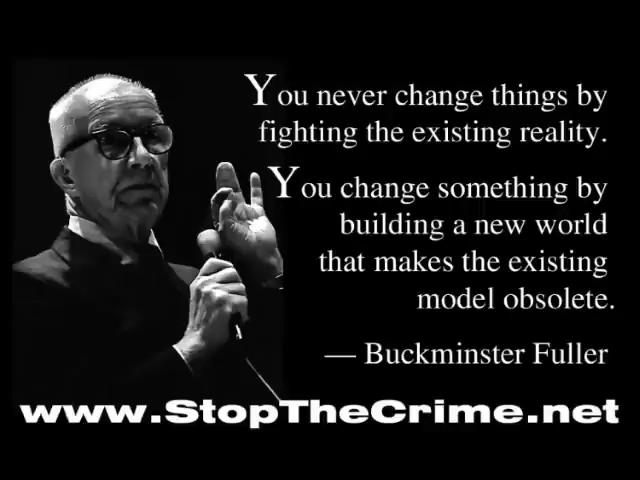 You never change things by
fighting the existing reality.
You change something by
building a new world
that makes the existing
model obsolete.
— Buckminster Fuller
www.StopTheCrime.net